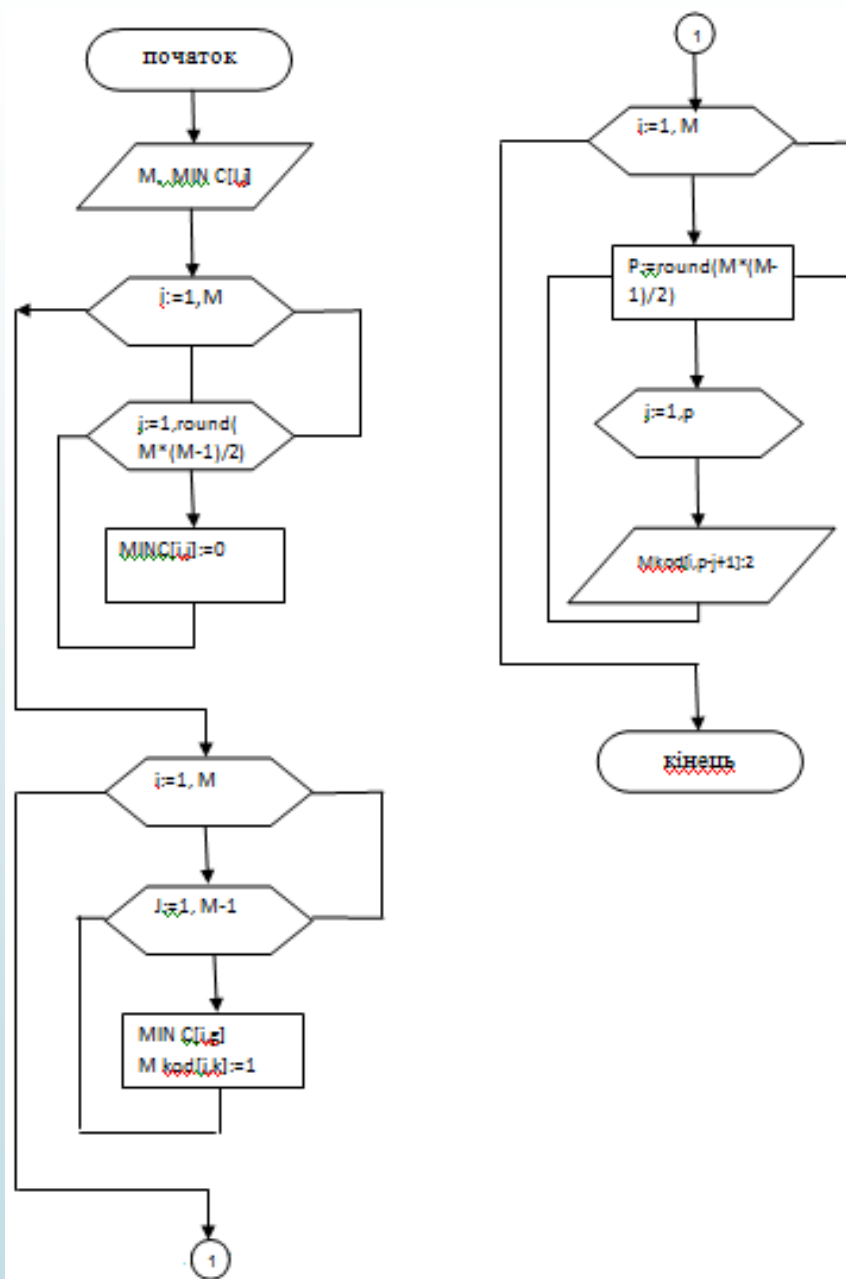 початок
M, MIN C[I,j]
i:=1,M
j:=1,round(
M*(M-1)/2)
MINC[i,j]:=0
i:=1, M
J:=1, M-1
MIN C[i,g]
M kod[j,k]:=1
1
1
i:=1, M
P:=round(M*(M-
1)/2)
j:=1,p
Mkod[i,p-j+1]:2
кінець